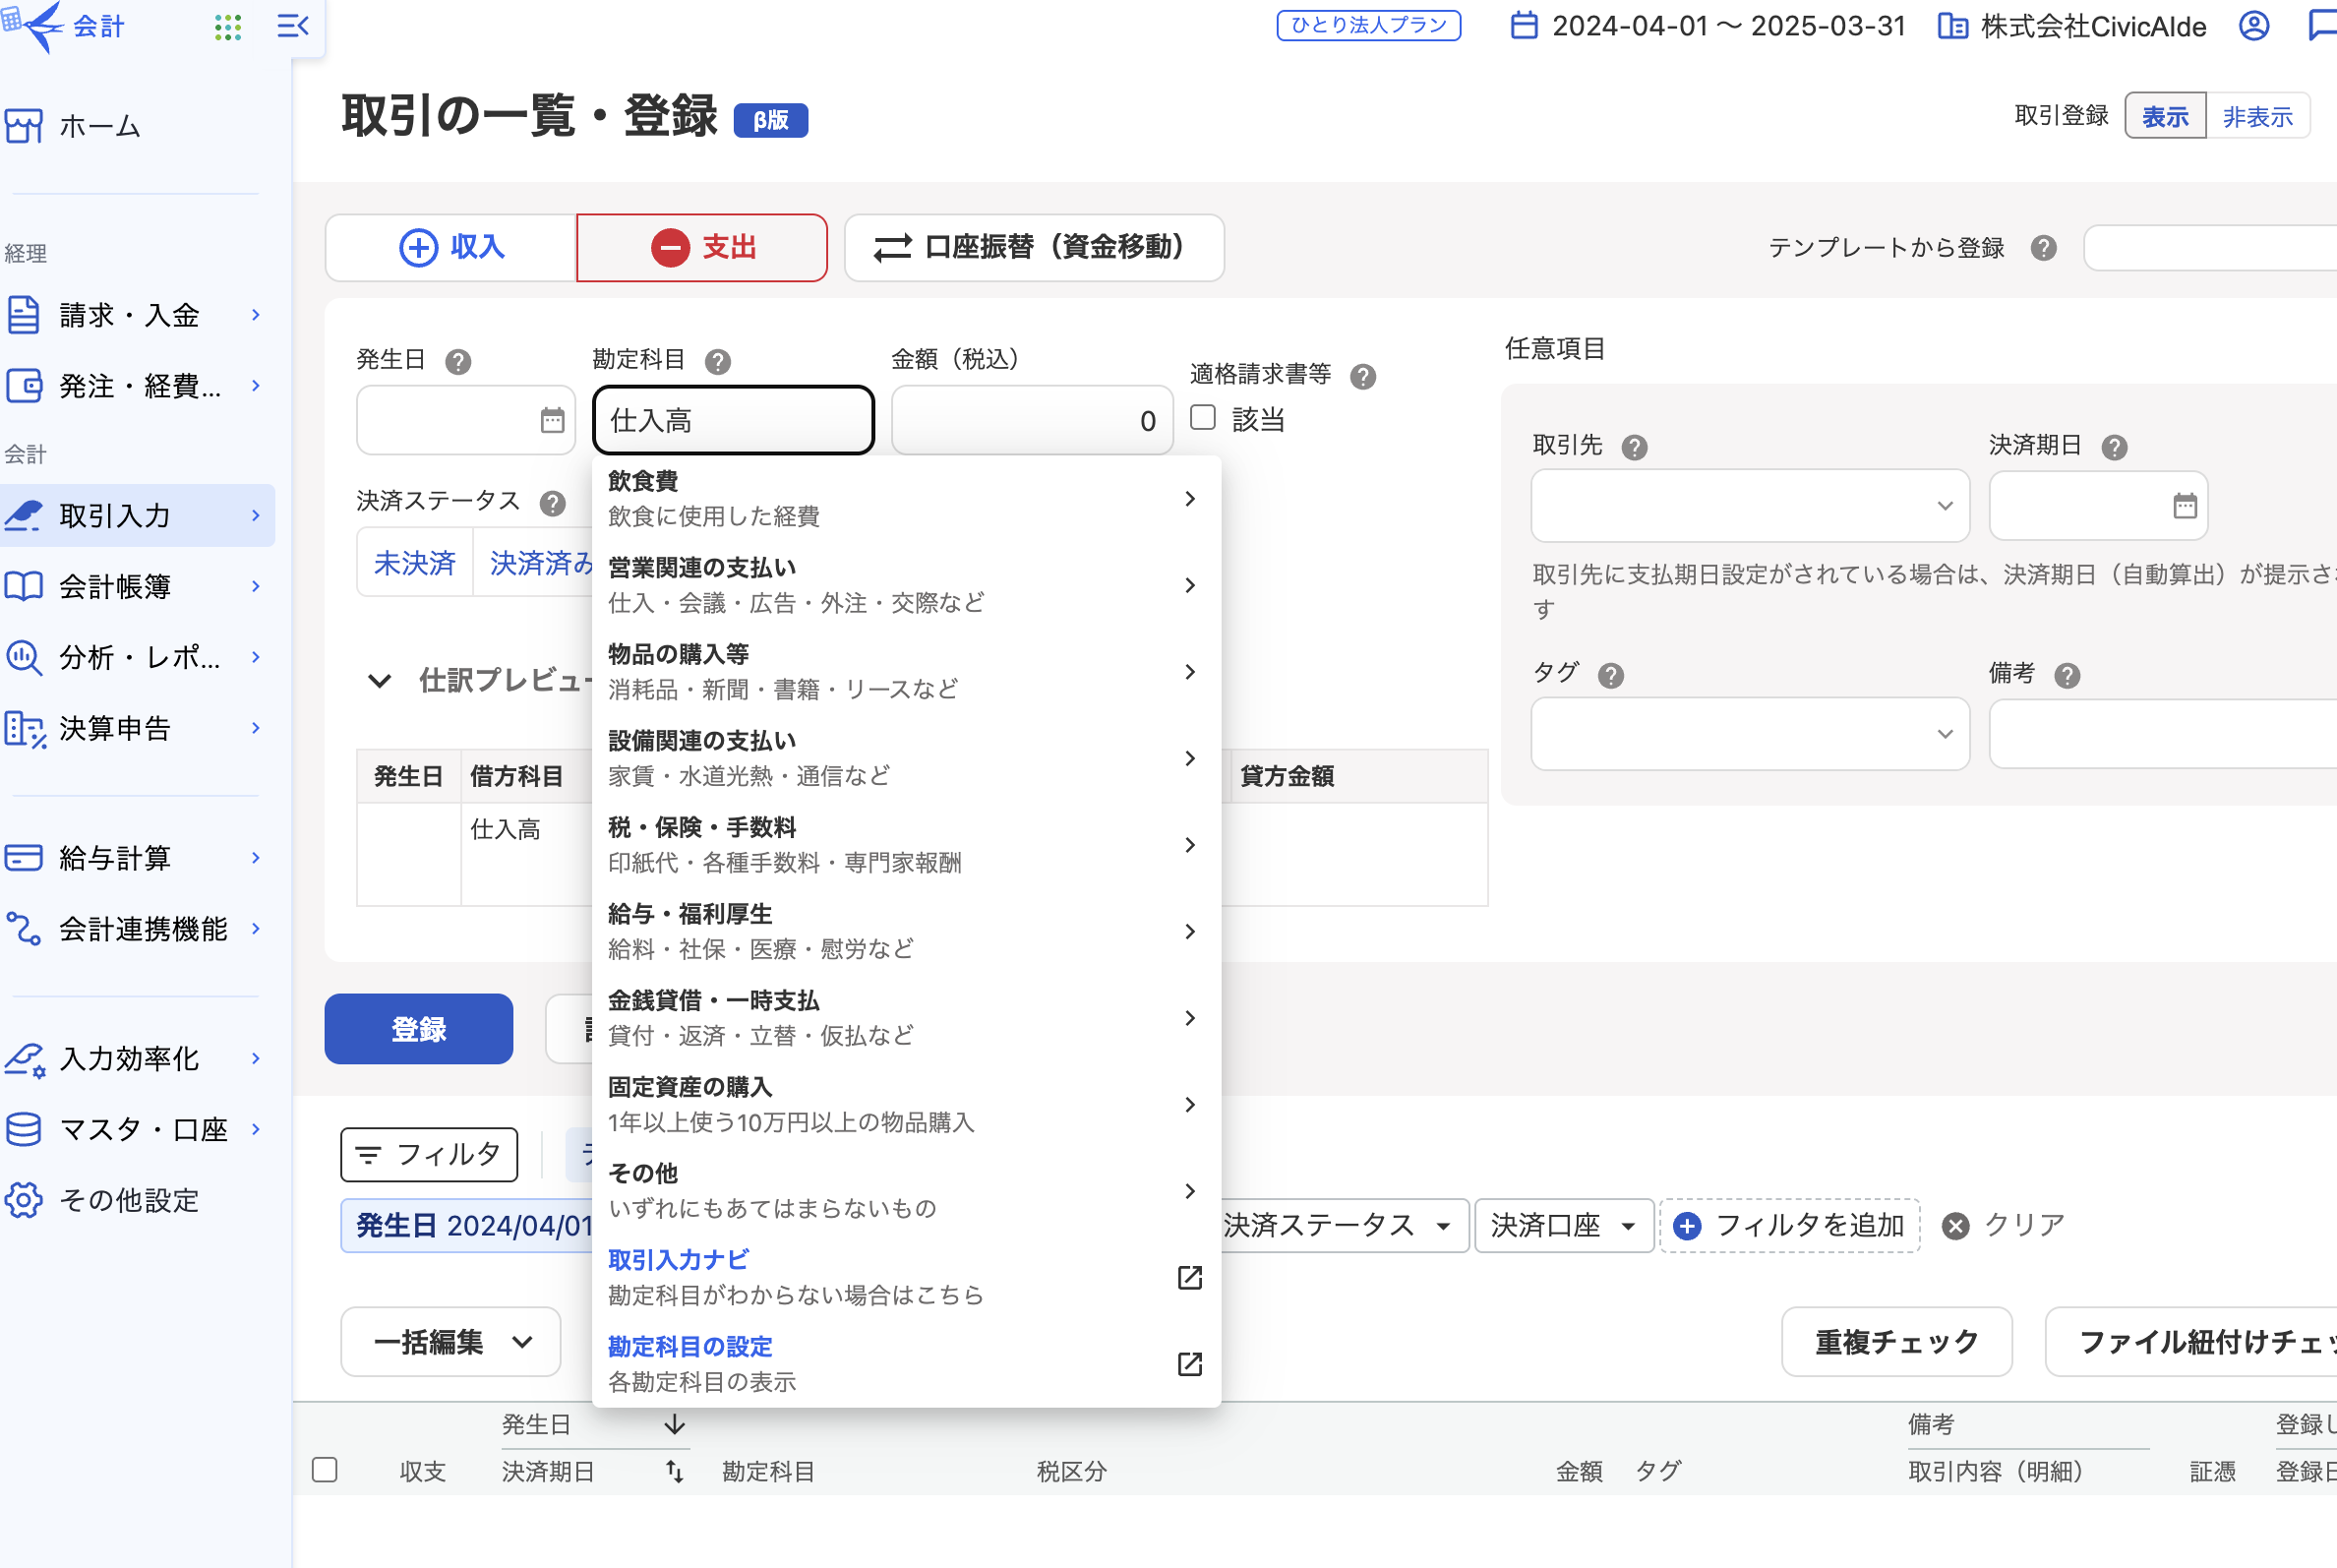 会計
ひとり法人プラン
2024-04-01 〜 2025-03-31
株式会社CivicAIde
ホーム
経理
請求・入金
発注・経費...
会計
取引入力
会計帳簿
分析・レポ...
決算申告
給与計算
会計連携機能
入力効率化
マスタ・口座
その他設定
取引の一覧・登録 β版
取引登録 表示 非表示
収入 支出 口座振替（資金移動）
テンプレートから登録
発生日 勘定科目 金額（税込） 適格請求書等
仕入高 0 該当
決済ステータス
未決済 決済済み
仕訳プレビュー
発生日 借方科目 貸方金額
仕入高
登録
飲食費
飲食に使用した経費
営業関連の支払い
仕入・会議・広告・外注・交際など
物品の購入等
消耗品・新聞・書籍・リースなど
設備関連の支払い
家賃・水道光熱・通信など
税・保険・手数料
印紙代・各種手数料・専門家報酬
給与・福利厚生
給料・社保・医療・慰労など
金銭貸借・一時支払
貸付・返済・立替・仮払など
固定資産の購入
1年以上使う10万円以上の物品購入
その他
いずれにもあてはまらないもの
取引入力ナビ
勘定科目がわからない場合はこちら
勘定科目の設定
各勘定科目の表示
任意項目
取引先 決済期日
取引先に支払期日設定がされている場合は、決済期日（自動算出）が提示さ
す
タグ 備考
フィルタ
発生日 2024/04/01
決済ステータス 決済口座 フィルタを追加 クリア
一括編集
重複チェック ファイル紐付けチェッ
発生日 備考 登録し
収支 決済期日 勘定科目 税区分 金額 タグ 取引内容（明細） 証憑 登録日